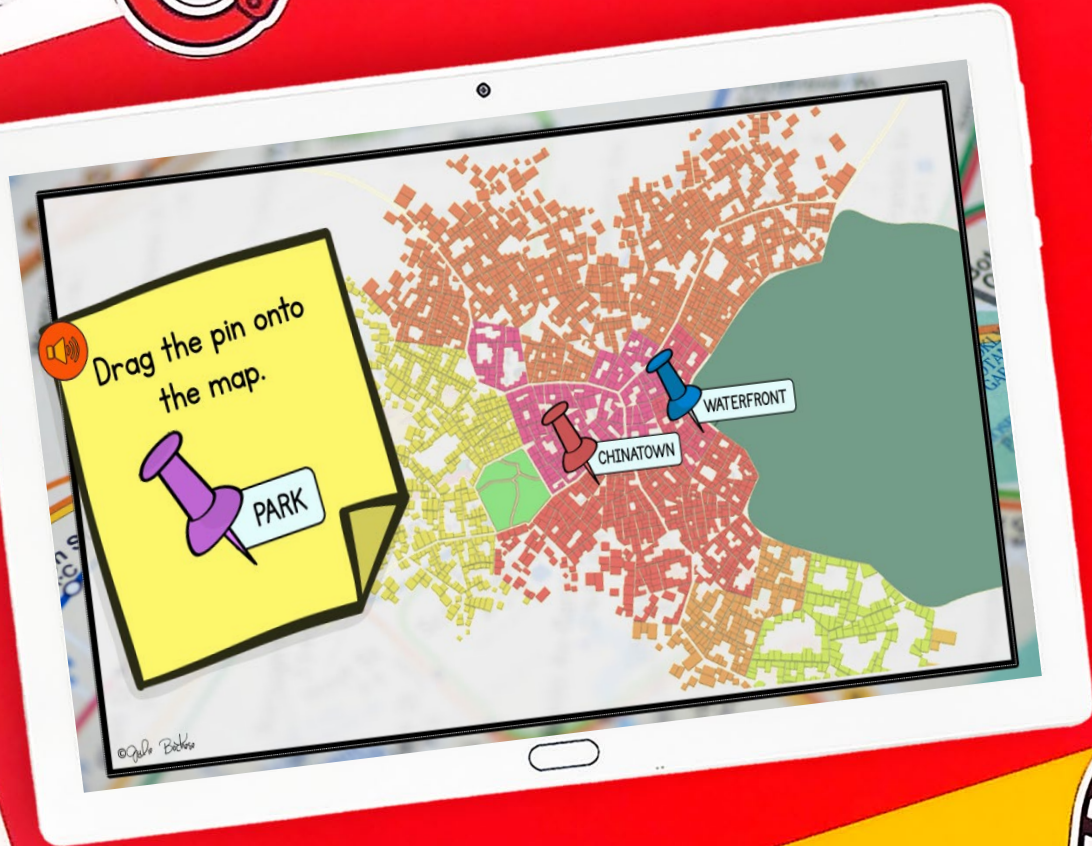 Drag the pin onto
the map.
PARK
WATERFRONT
CHINATOWN